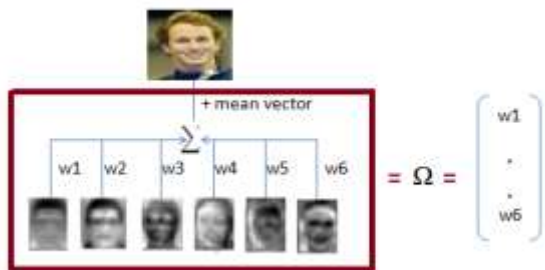 + mean vector
∑
w1 w2 w3 w4 w5 w6
= Ω =
w1
.
.
w6